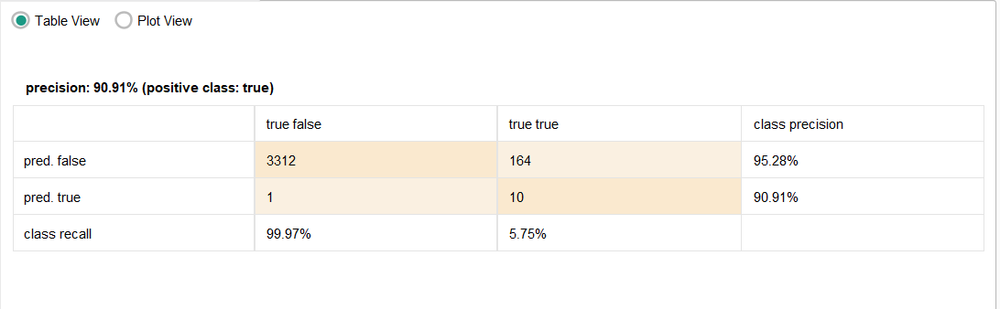 Table View Plot View
precision: 90.91% (positive class: true)
true false true true class precision
pred. false 3312 164 95.28%
pred. true 1 10 90.91%
class recall 99.97% 5.75%